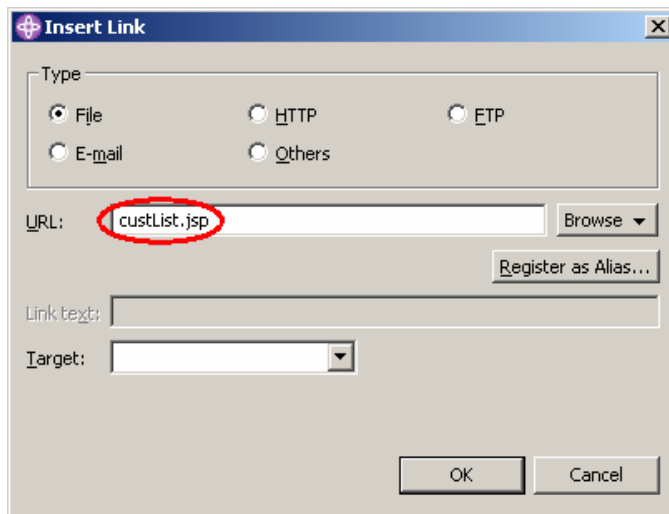 Insert Link
Type
File HTTP FTP
E-mail Others
URL: custList.jsp Browse
Register as Alias...
Link text:
Target:
OK Cancel